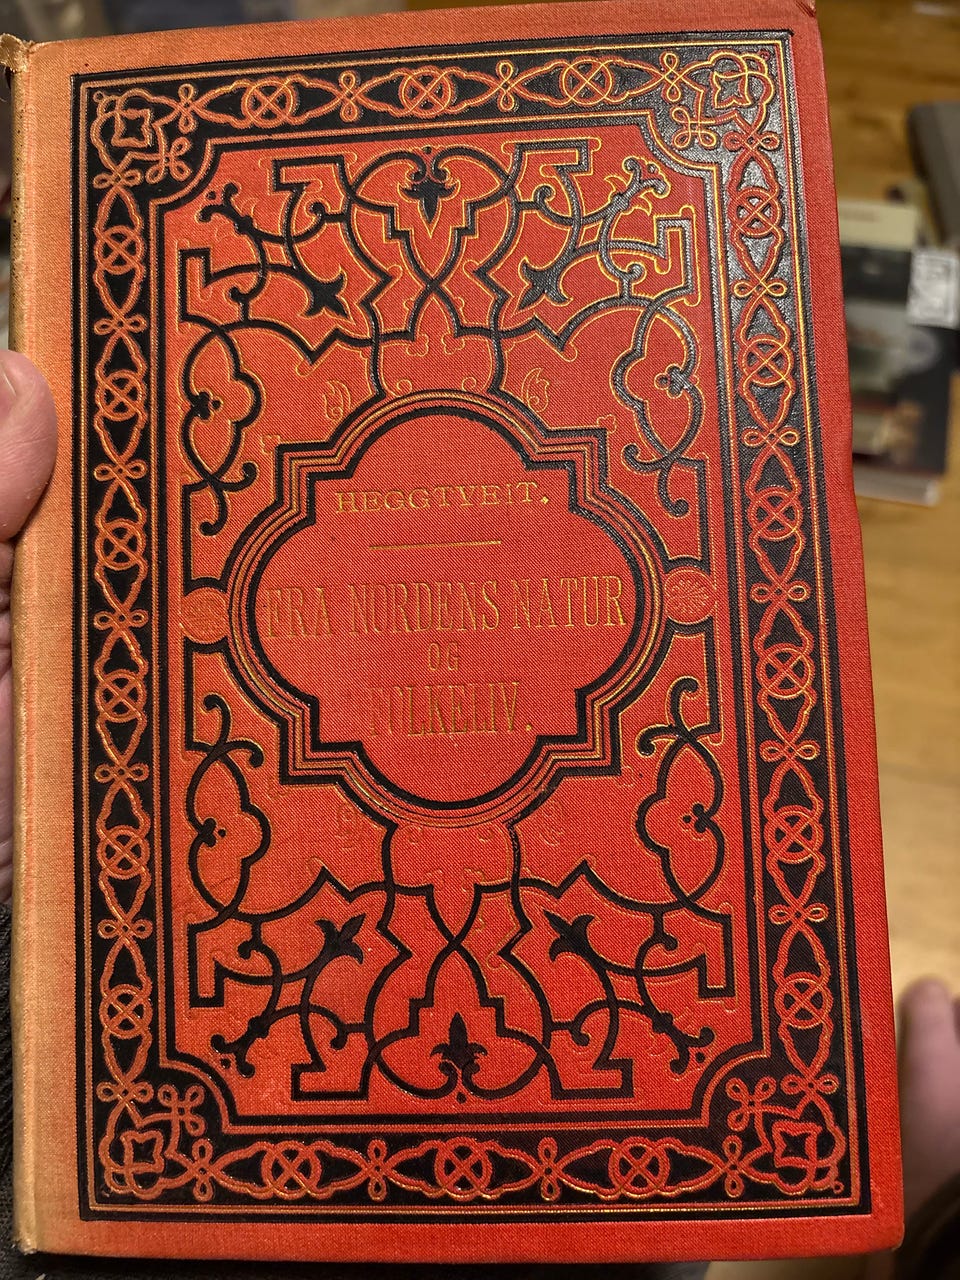 HEGGTVEIT.
FRA NORDENS NATUR
OG
FOLKELIV.